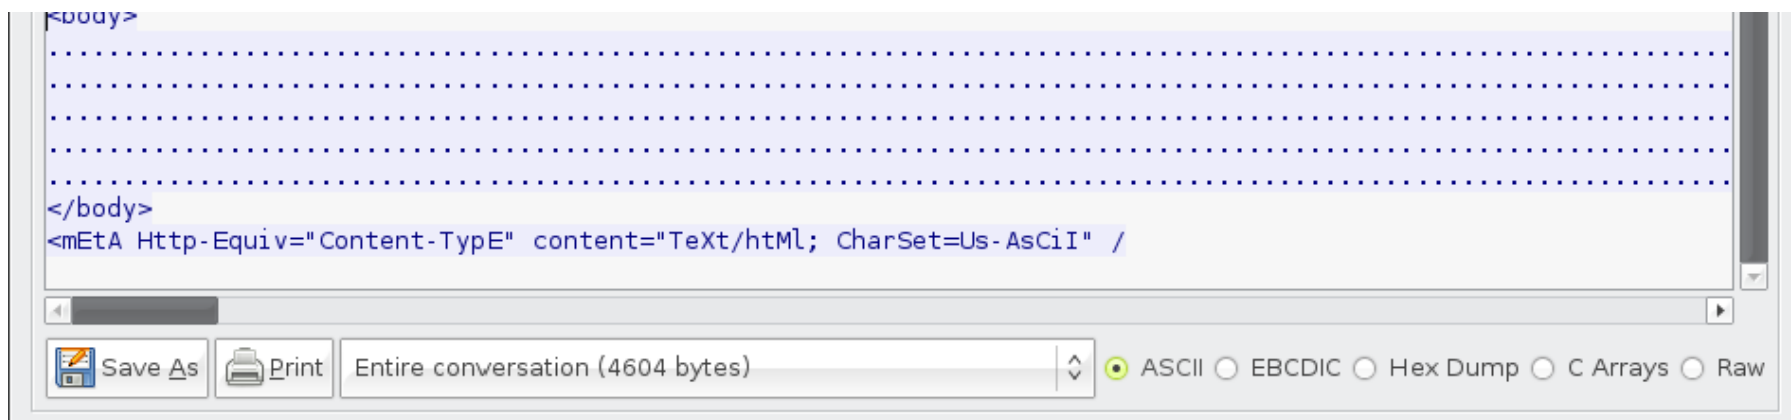 <body>
....................................................................................................................
....................................................................................................................
....................................................................................................................
....................................................................................................................
....................................................................................................................
</body>
<mEtA Http-Equiv="Content-TypE" content="TeXt/htMl; CharSet=Us-AsCiI" /
Save As Print Entire conversation (4604 bytes) ASCII EBCDIC Hex Dump C Arrays Raw